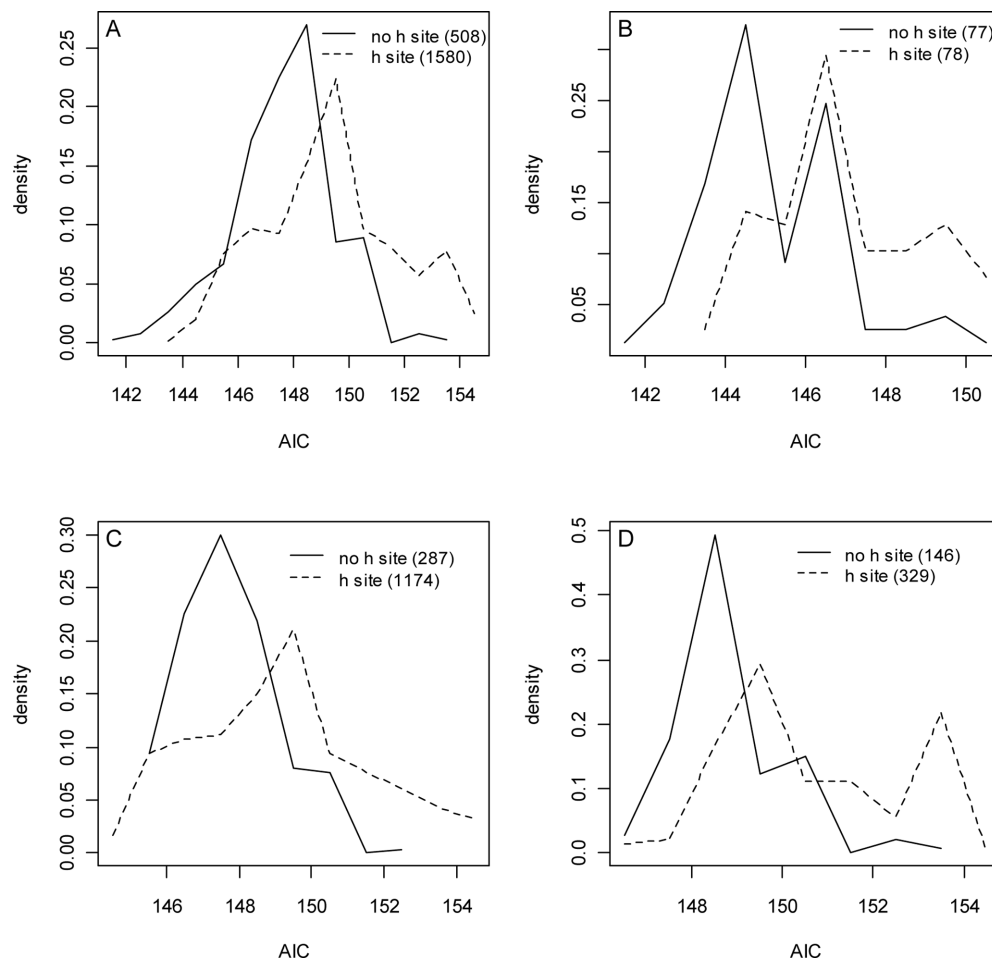 A
no h site (508)
h site (1580)
density
0.00 0.05 0.10 0.15 0.20 0.25
142 144 146 148 150 152 154
AIC
B
no h site (77)
h site (78)
density
0.05 0.15 0.25
142 144 146 148 150
AIC
C
no h site (287)
h site (1174)
density
0.00 0.05 0.10 0.15 0.20 0.25 0.30
146 148 150 152 154
AIC
D
no h site (146)
h site (329)
density
0.0 0.1 0.2 0.3 0.4 0.5
148 150 152 154
AIC